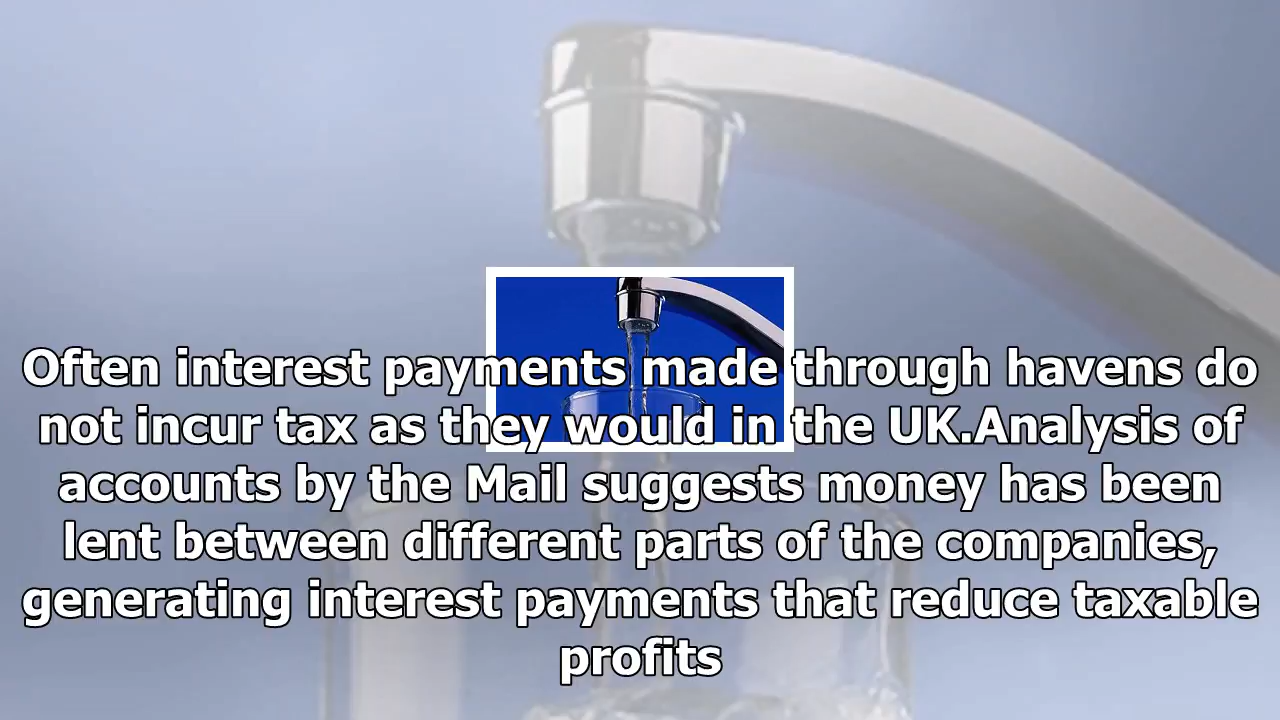 Often interest payments made through havens do
not incur tax as they would in the UK.Analysis of
accounts by the Mail suggests money has been
lent between different parts of the companies,
generating interest payments that reduce taxable
profits